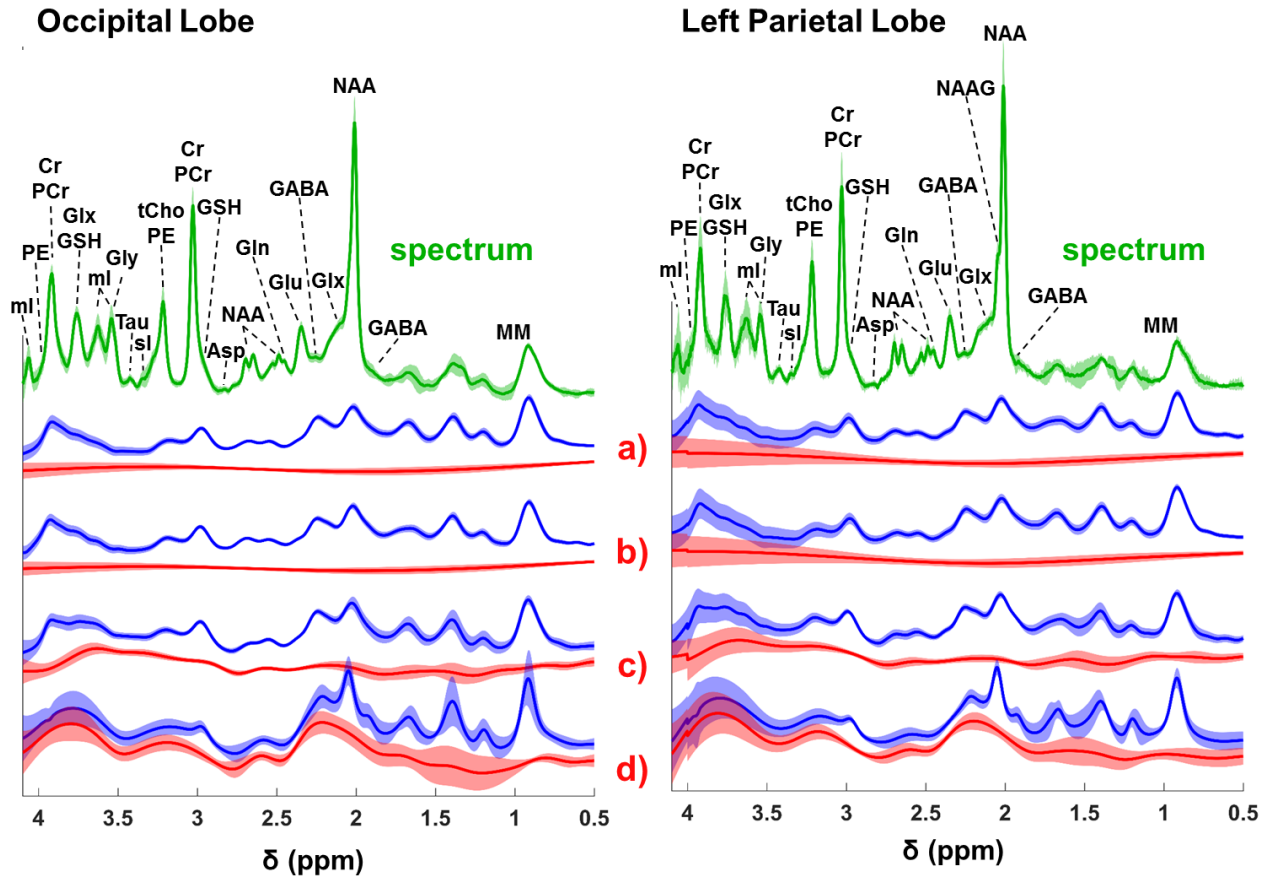 Occipital Lobe
NAA
Cr
PCr
Cr
PCr
Glx
GSH
tCho
PE
GSH
GABA
PE
Gly
mI
mI
Tau
sI
Gln
Glu
Glx
NAA
Asp
GABA
MM
spectrum
4 3.5 3 2.5 2 1.5 1 0.5
δ (ppm)
a)
b)
c)
d)
Left Parietal Lobe
NAA
NAAG
Cr
PCr
Cr
PCr
Glx
GSH
tCho
PE
GSH
GABA
PE
Gly
mI
mI
Tau
sI
Gln
Glu
Glx
NAA
Asp
GABA
MM
spectrum
4 3.5 3 2.5 2 1.5 1 0.5
δ (ppm)